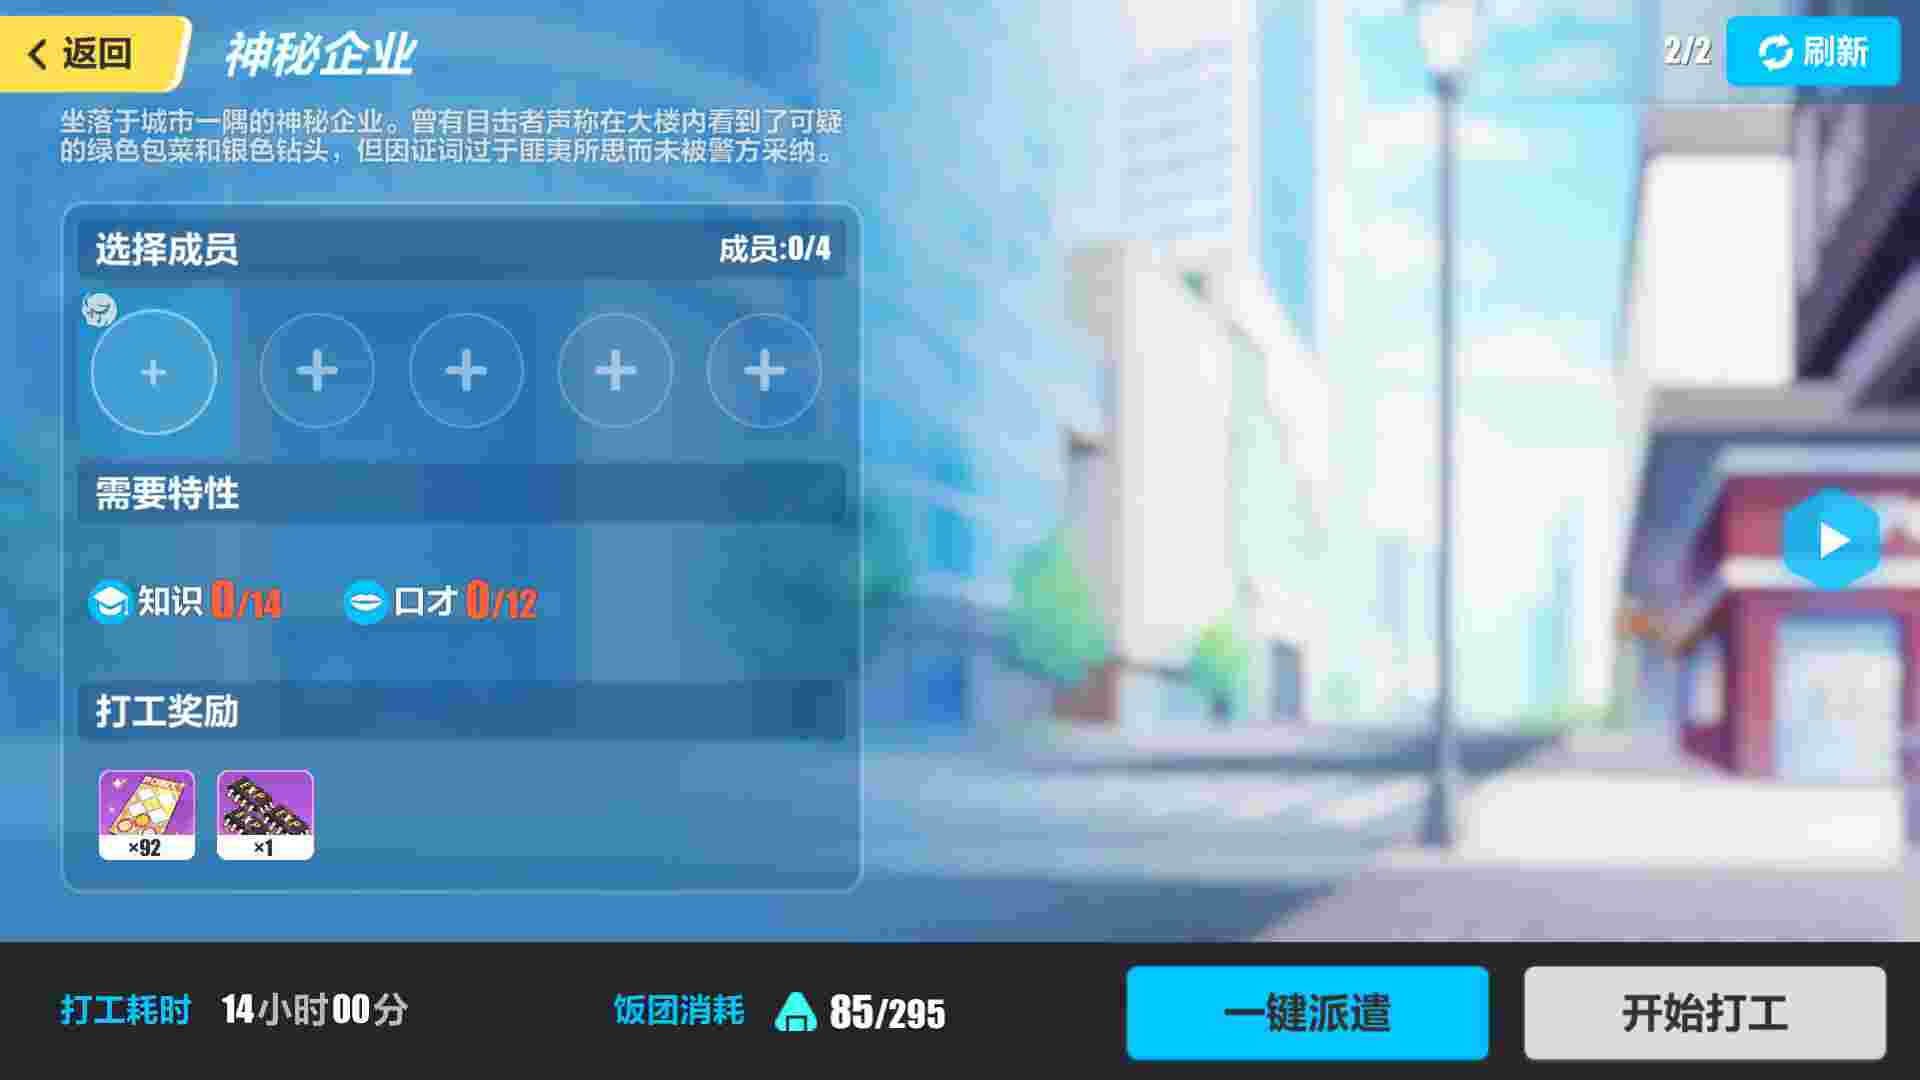 返回
神秘企业
2/2
刷新
坐落于城市一隅的神秘企业。曾有目击者声称在大楼内看到了可疑
的绿色包菜和银色钻头，但因证词过于匪夷所思而未被警方采纳。
选择成员
成员:0/4
需要特性
知识 0/14
口才 0/12
打工奖励
×92
×1
打工耗时 14小时00分
饭团消耗 85/295
一键派遣
开始打工